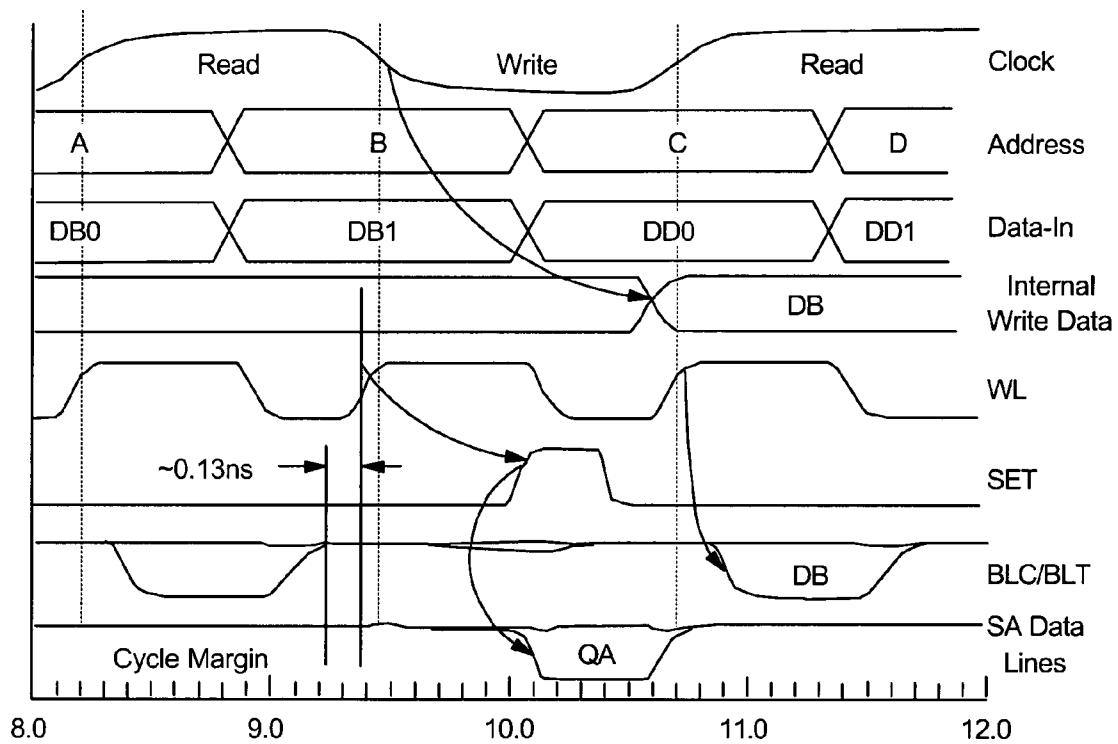 Read Write Read Clock
A B C D Address
DB0 DB1 DD0 DD1 Data-In
DB Internal
Write Data
WL
~0.13ns SET
DB BLC/BLT
QA SA Data
Cycle Margin Lines
8.0 9.0 10.0 11.0 12.0